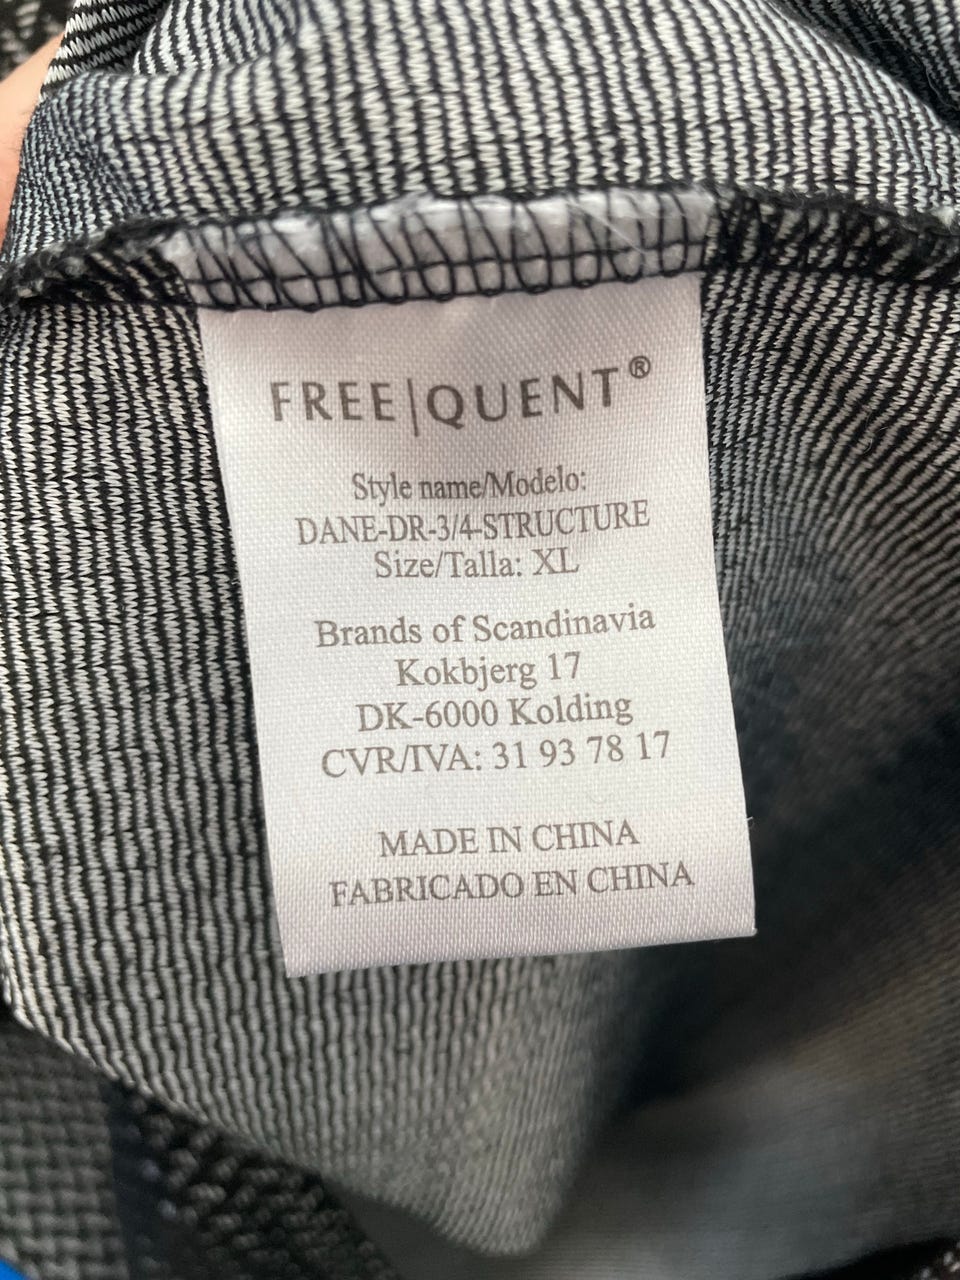 FREE|QUENT®
Style name/Modelo:
DANE-DR-3/4-STRUCTURE
Size/Talla: XL
Brands of Scandinavia
Kokbjerg 17
DK-6000 Kolding
CVR/IVA: 31 93 78 17
MADE IN CHINA
FABRICADO EN CHINA